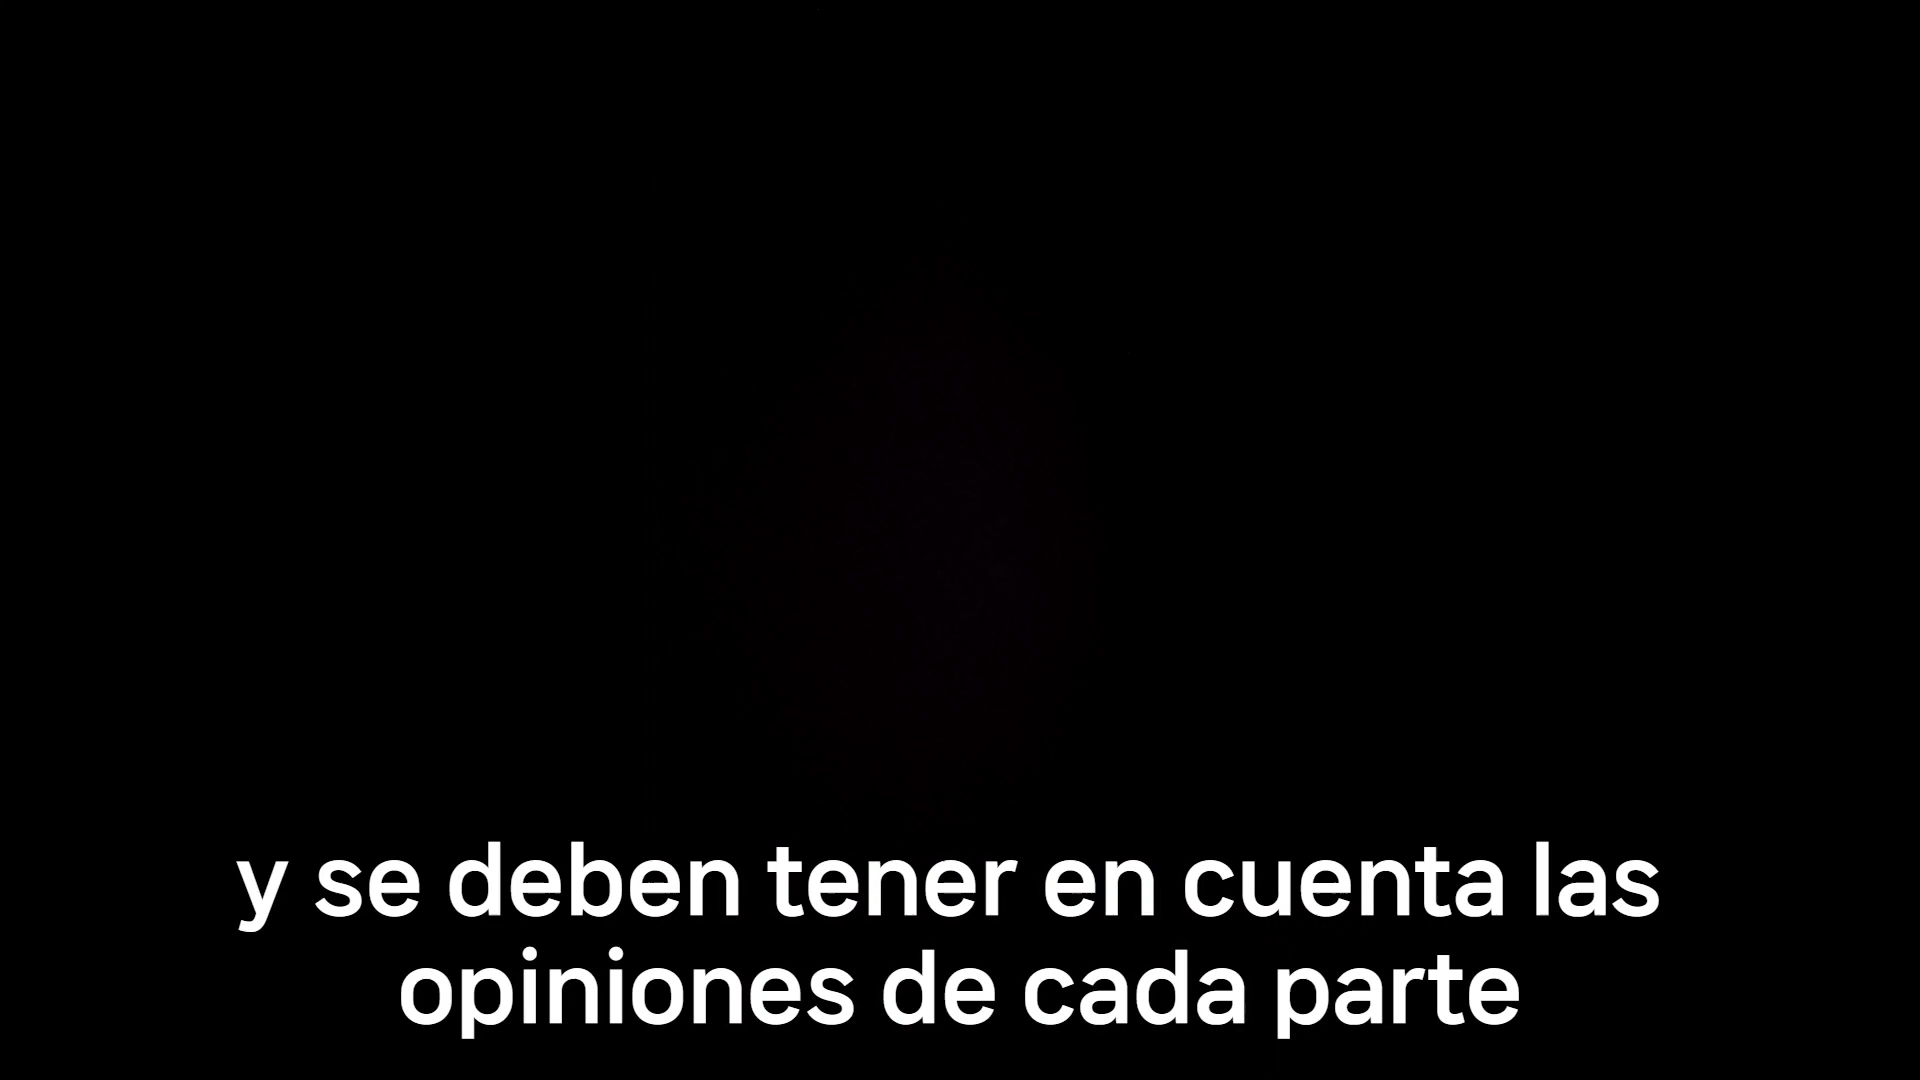 y se deben tener en cuenta las
opiniones de cada parte